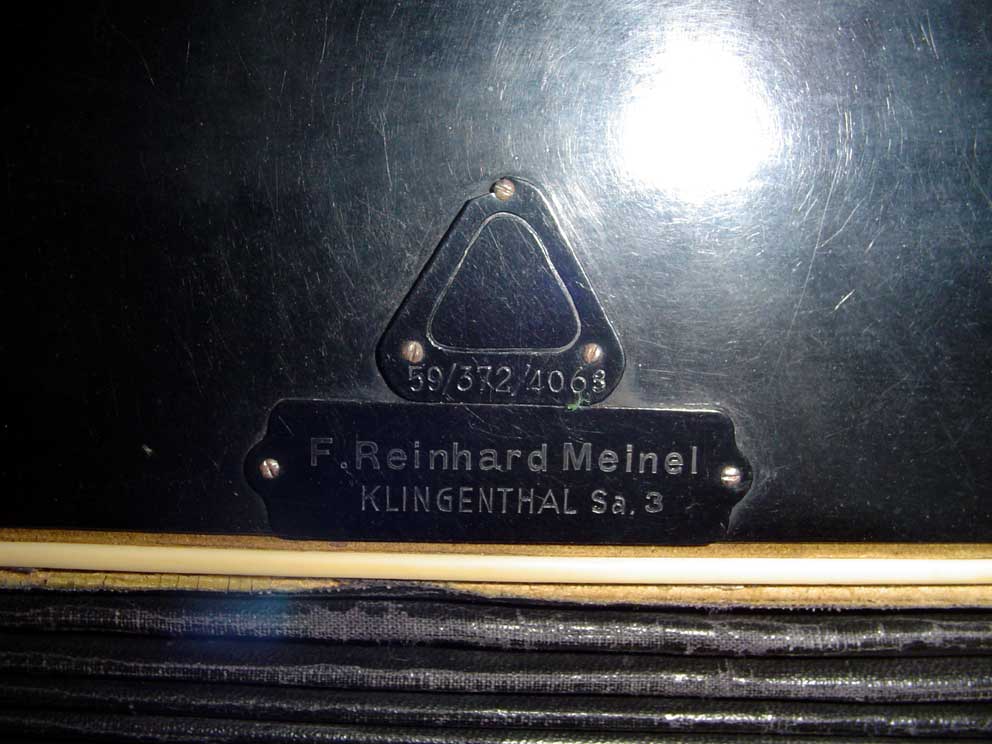 59/372/4063
F. Reinhard Meinel
KLINGENTHAL Sa. 3